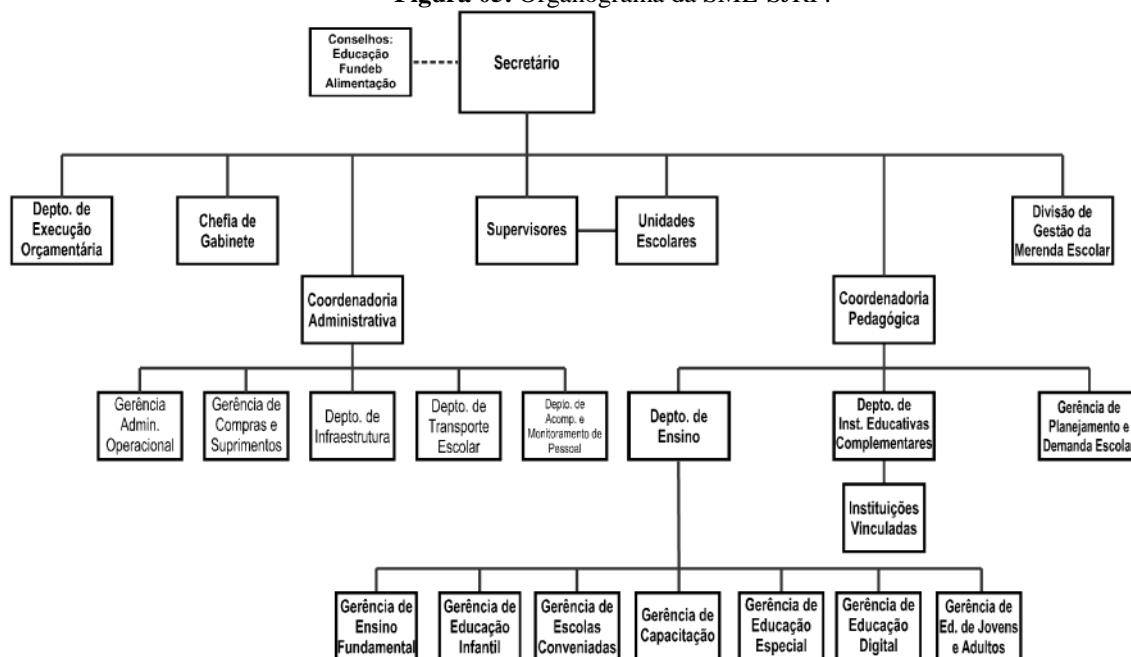 Figura 03. Organograma da SME-SJRP.
Conselhos:
Educação
Fundeb
Alimentação
Secretário
Depto. de
Execução
Orçamentária
Chefia de
Gabinete
Supervisores
Unidades
Escolares
Divisão de
Gestão da
Merenda Escolar
Coordenadoria
Administrativa
Coordenadoria
Pedagógica
Gerência
Admin.
Operacional
Gerência de
Compras e
Suprimentos
Depto. de
Infraestrutura
Depto. de
Transporte
Escolar
Depto. de
Acomp. e
Monitoramento de
Pessoal
Depto. de
Ensino
Depto. de
Inst. Educativas
Complementares
Gerência de
Planejamento e
Demanda Escolar
Instituições
Vinculadas
Gerência de
Ensino
Fundamental
Gerência de
Educação
Infantil
Gerência de
Escolas
Conveniadas
Gerência de
Capacitação
Gerência de
Educação
Especial
Gerência de
Educação
Digital
Gerência de
Ed. de Jovens
e Adultos